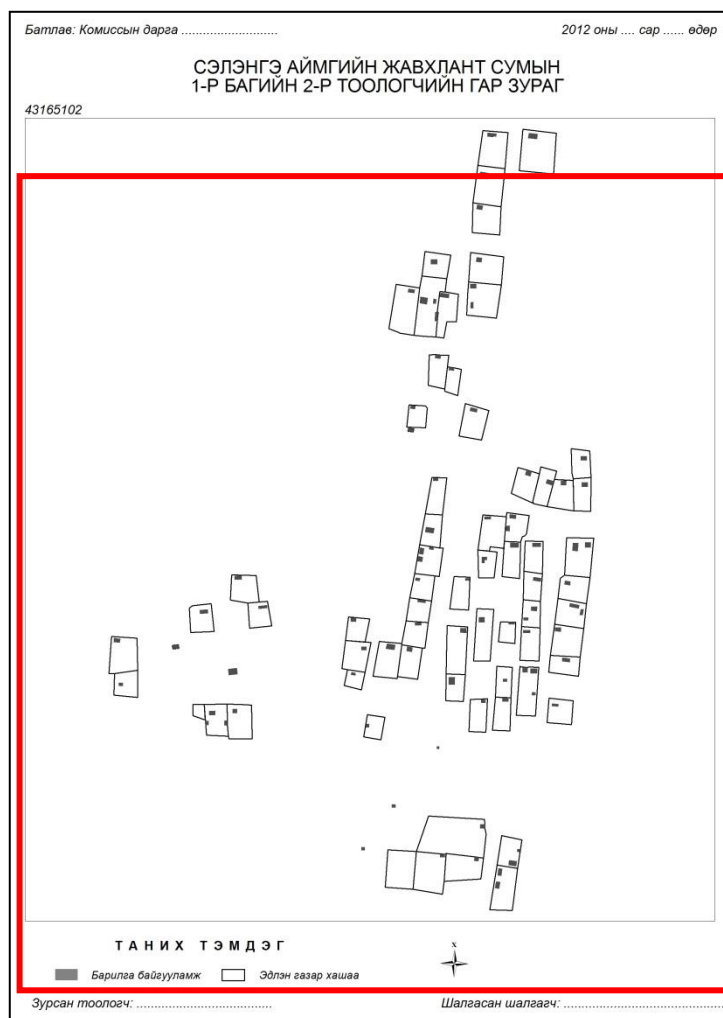 Батлав: Комиссын дарга ............................ 2012 оны .... сар ...... өдөр
СЭЛЭНГЭ АЙМГИЙН ЖАВХЛАНТ СУМЫН
1-Р БАГИЙН 2-Р ТООЛОГЧИЙН ГАР ЗУРАГ
43165102
ТАНИХ ТЭМДЭГ
х
Барилга байгууламж Эдлэн газар хашаа
Зурсан тоологч: ....................................... Шалгасан шалгагч: ...............................................